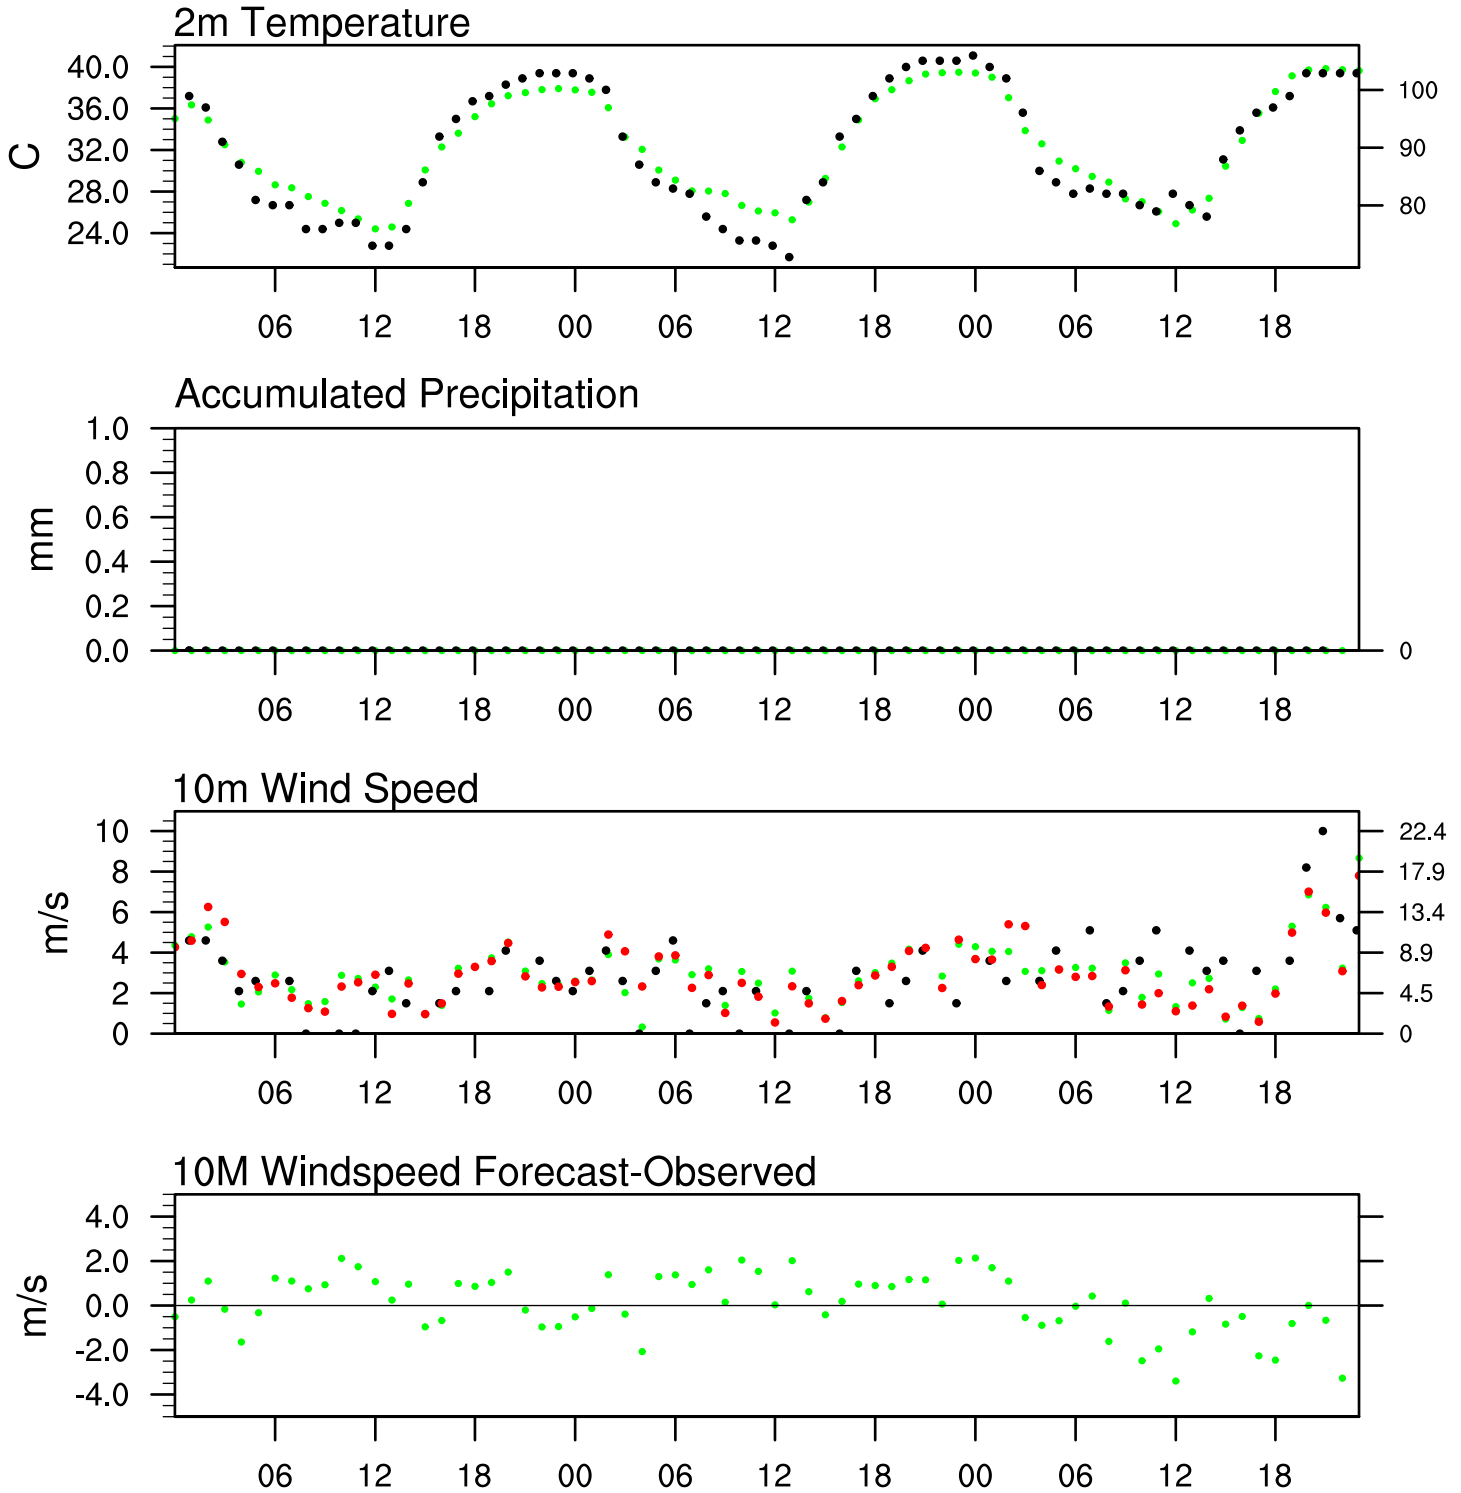 2m Temperature
C
40.0
36.0
32.0
28.0
24.0
100
90
80
06 12 18 00 06 12 18 00 06 12 18
Accumulated Precipitation
mm
1.0
0.8
0.6
0.4
0.2
0.0
0
06 12 18 00 06 12 18 00 06 12 18
10m Wind Speed
m/s
10
8
6
4
2
0
22.4
17.9
13.4
8.9
4.5
0
06 12 18 00 06 12 18 00 06 12 18
10M Windspeed Forecast-Observed
m/s
4.0
2.0
0.0
-2.0
-4.0
06 12 18 00 06 12 18 00 06 12 18